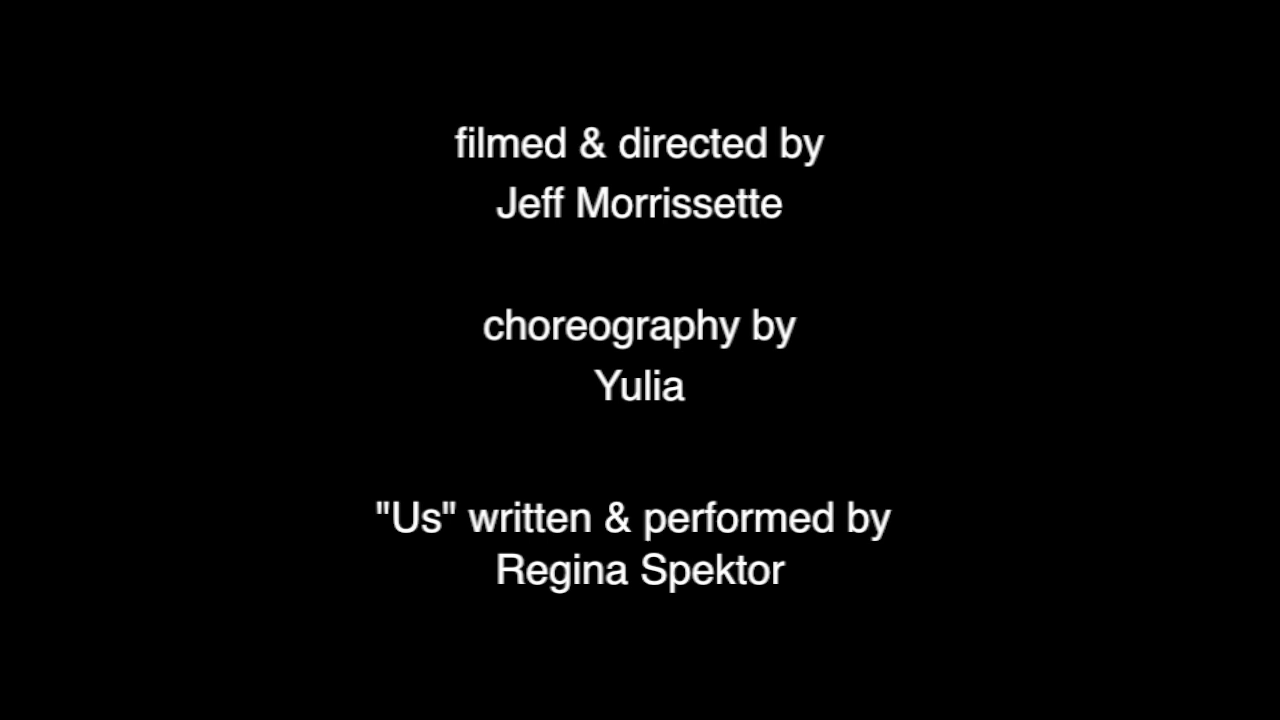 filmed & directed by
Jeff Morrissette
choreography by
Yulia
"Us" written & performed by
Regina Spektor